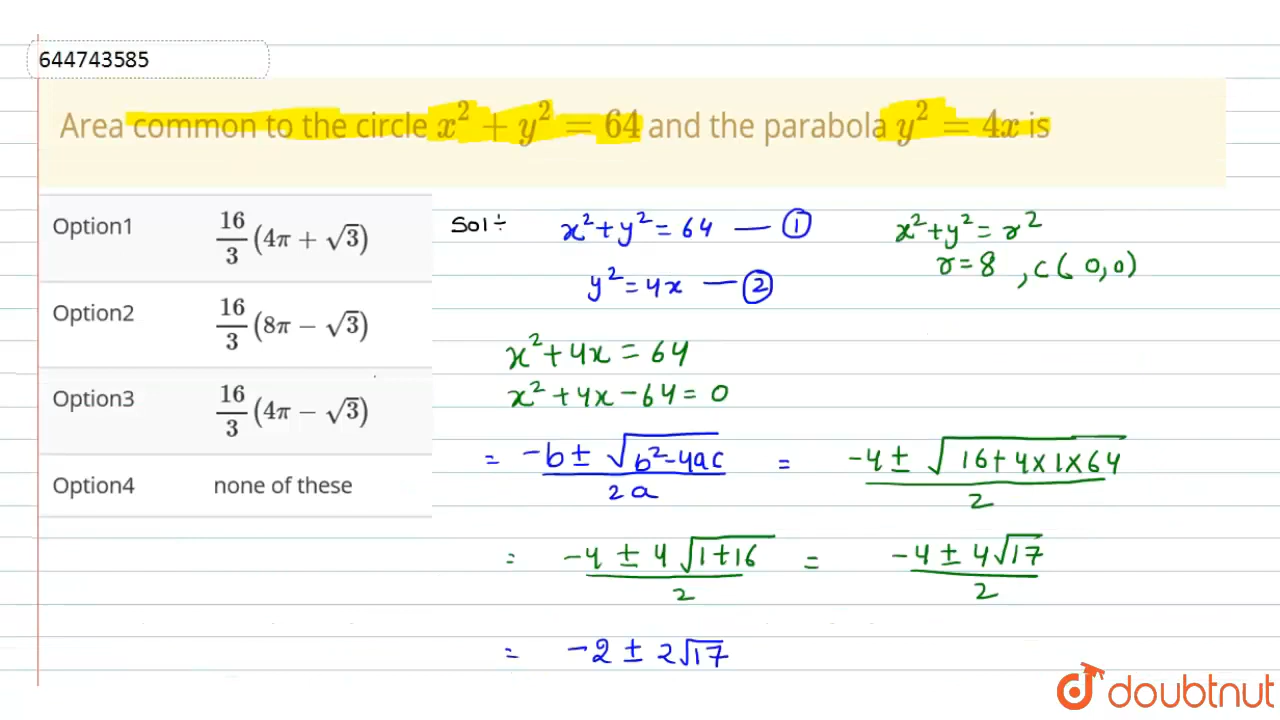 644743585
Area common to the circle x² + y² = 64 and the parabola y² = 4x is
Option1 16/3 (4π + √3)
Option2 16/3 (8π − √3)
Option3 16/3 (4π − √3)
Option4 none of these
Sol÷ x² + y² = 64 — ①
y² = 4x — ②
x² + y² = r²
r = 8 , C( 0,0)
x² + 4x = 64
x² + 4x − 64 = 0
= (−b ± √(b² − 4ac)) / 2a = (−4 ± √(16 + 4×1×64)) / 2
= (−4 ± 4√(1+16)) / 2 = (−4 ± 4√17) / 2
= −2 ± 2√17
doubtnut